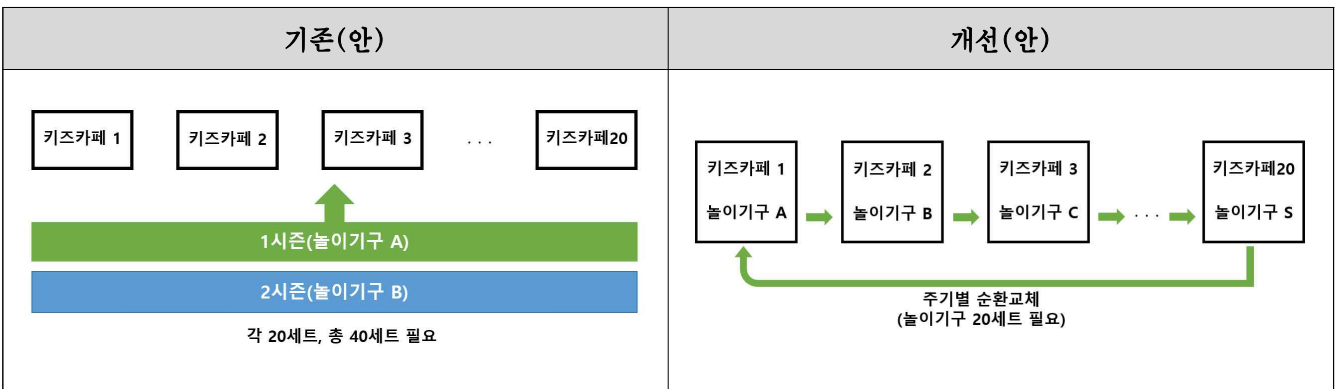 기존(안)
개선(안)
키즈카페 1
키즈카페 2
키즈카페 3
. . .
키즈카페20
1시즌(놀이기구 A)
2시즌(놀이기구 B)
각 20세트, 총 40세트 필요
키즈카페 1
놀이기구 A
키즈카페 2
놀이기구 B
키즈카페 3
놀이기구 C
. . .
키즈카페20
놀이기구 S
주기별 순환교체
(놀이기구 20세트 필요)